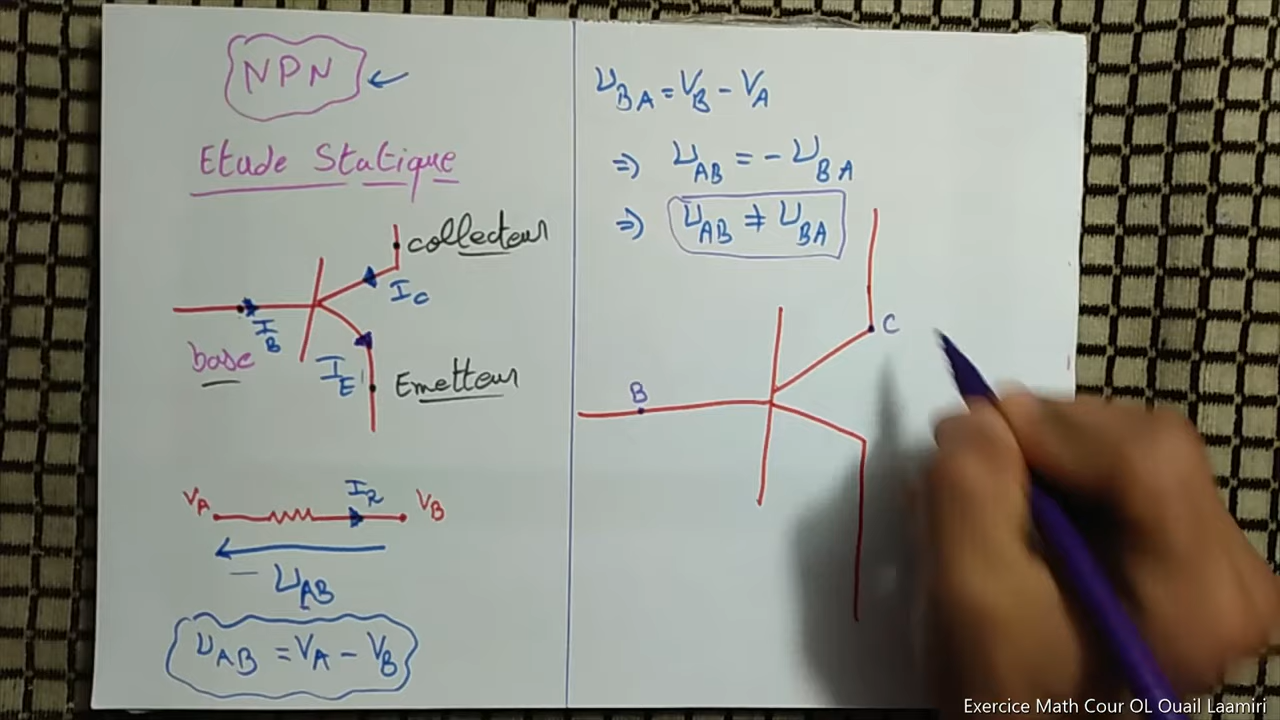 NPN
Etude Statique
collecteur
I_C
I_B
base
I_E
Emetteur
V_A I_R V_B
U_AB
U_AB = V_A - V_B
U_BA = V_B - V_A
=> U_AB = - U_BA
=> U_AB ≠ U_BA
C
B
Exercice Math Cour OL Ouail Laamiri